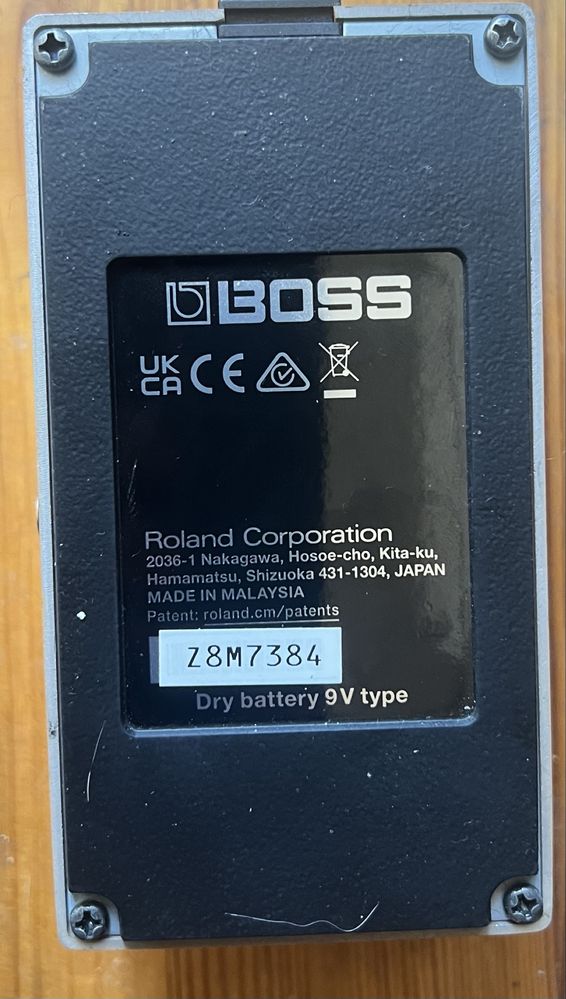 BOSS
UK
CA CE
Roland Corporation
2036-1 Nakagawa, Hosoe-cho, Kita-ku,
Hamamatsu, Shizuoka 431-1304, JAPAN
MADE IN MALAYSIA
Patent: roland.cm/patents
Z8M7384
Dry battery 9V type